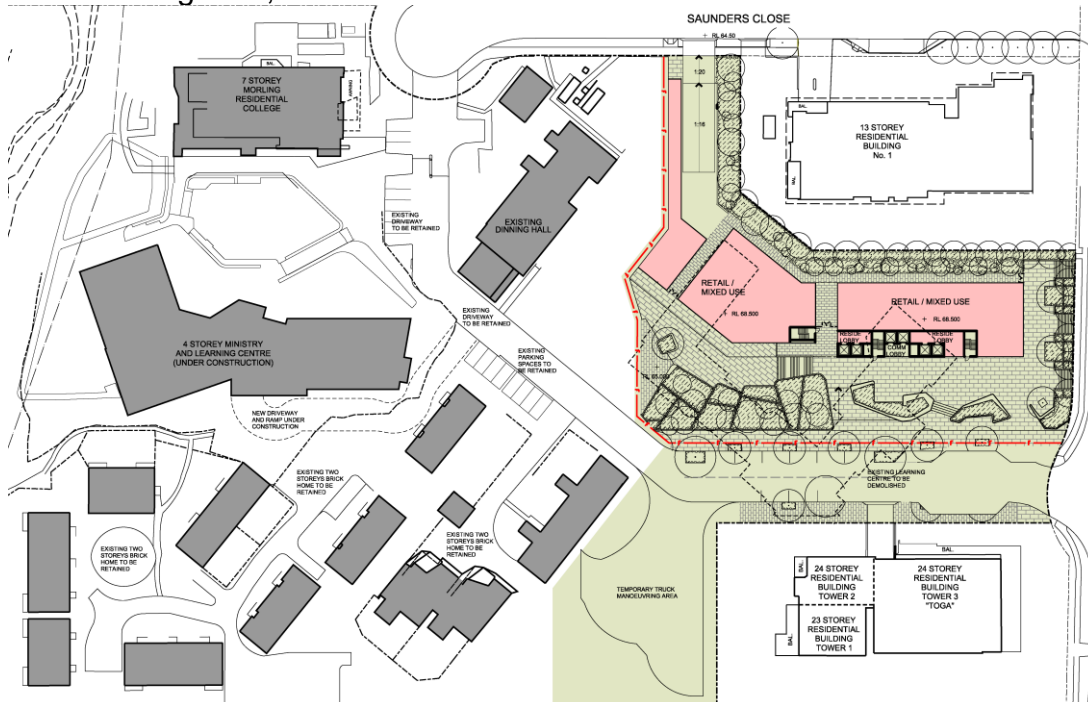 SAUNDERS CLOSE
RL 64.50
7 STOREY
MORLING
RESIDENTIAL
COLLEGE
BAL.
AWNING
1:20
1:16
BAL.
13 STOREY
RESIDENTIAL
BUILDING
No. 1
BAL.
EXISTING
DRIVEWAY
TO BE RETAINED
EXISTING
DINNING HALL
RETAIL /
MIXED USE
RL 68.500
RETAIL / MIXED USE
RL 68.500
EXISTING
DRIVEWAY
TO BE RETAINED
RESIDE
LOBBY
COMM
LOBBY
RESIDE
LOBBY
4 STOREY MINISTRY
AND LEARNING CENTRE
(UNDER CONSTRUCTION)
EXISTING
PARKING
SPACES TO
BE RETAINED
NEW DRIVEWAY
AND RAMP UNDER
CONSTRUCTION
EXISTING TWO
STOREYS BRICK
HOME TO BE
RETAINED
EXISTING LEARNING
CENTRE TO BE
DEMOLISHED
EXISTING TWO
STOREYS BRICK
HOME TO BE
RETAINED
EXISTING TWO
STOREYS BRICK
HOME TO BE
RETAINED
TEMPORARY TRUCK
MANOEUVRING AREA
BAL.
BAL.
24 STOREY
RESIDENTIAL
BUILDING
TOWER 2
24 STOREY
RESIDENTIAL
BUILDING
TOWER 3
"TOGA"
BAL.
23 STOREY
RESIDENTIAL
BUILDING
TOWER 1